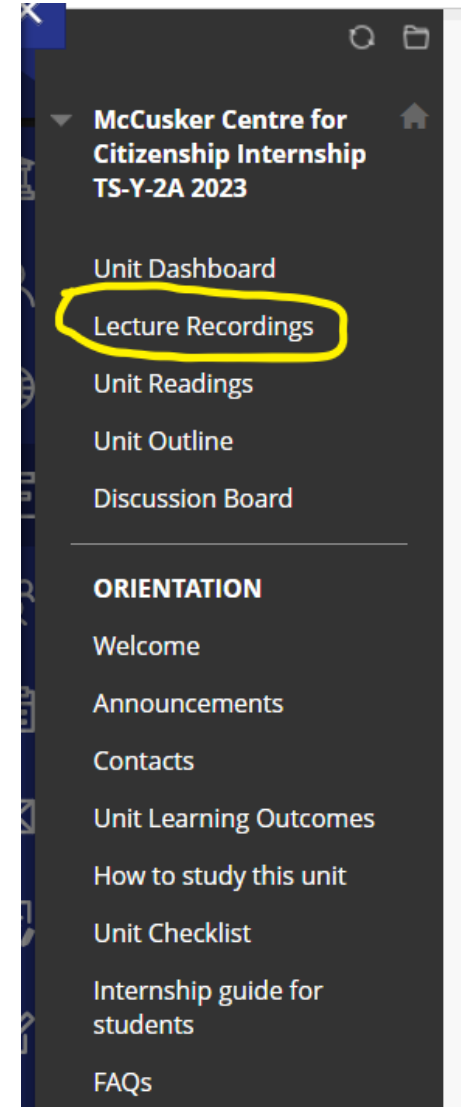 McCusker Centre for
Citizenship Internship
TS-Y-2A 2023
Unit Dashboard
Lecture Recordings
Unit Readings
Unit Outline
Discussion Board
ORIENTATION
Welcome
Announcements
Contacts
Unit Learning Outcomes
How to study this unit
Unit Checklist
Internship guide for
students
FAQs